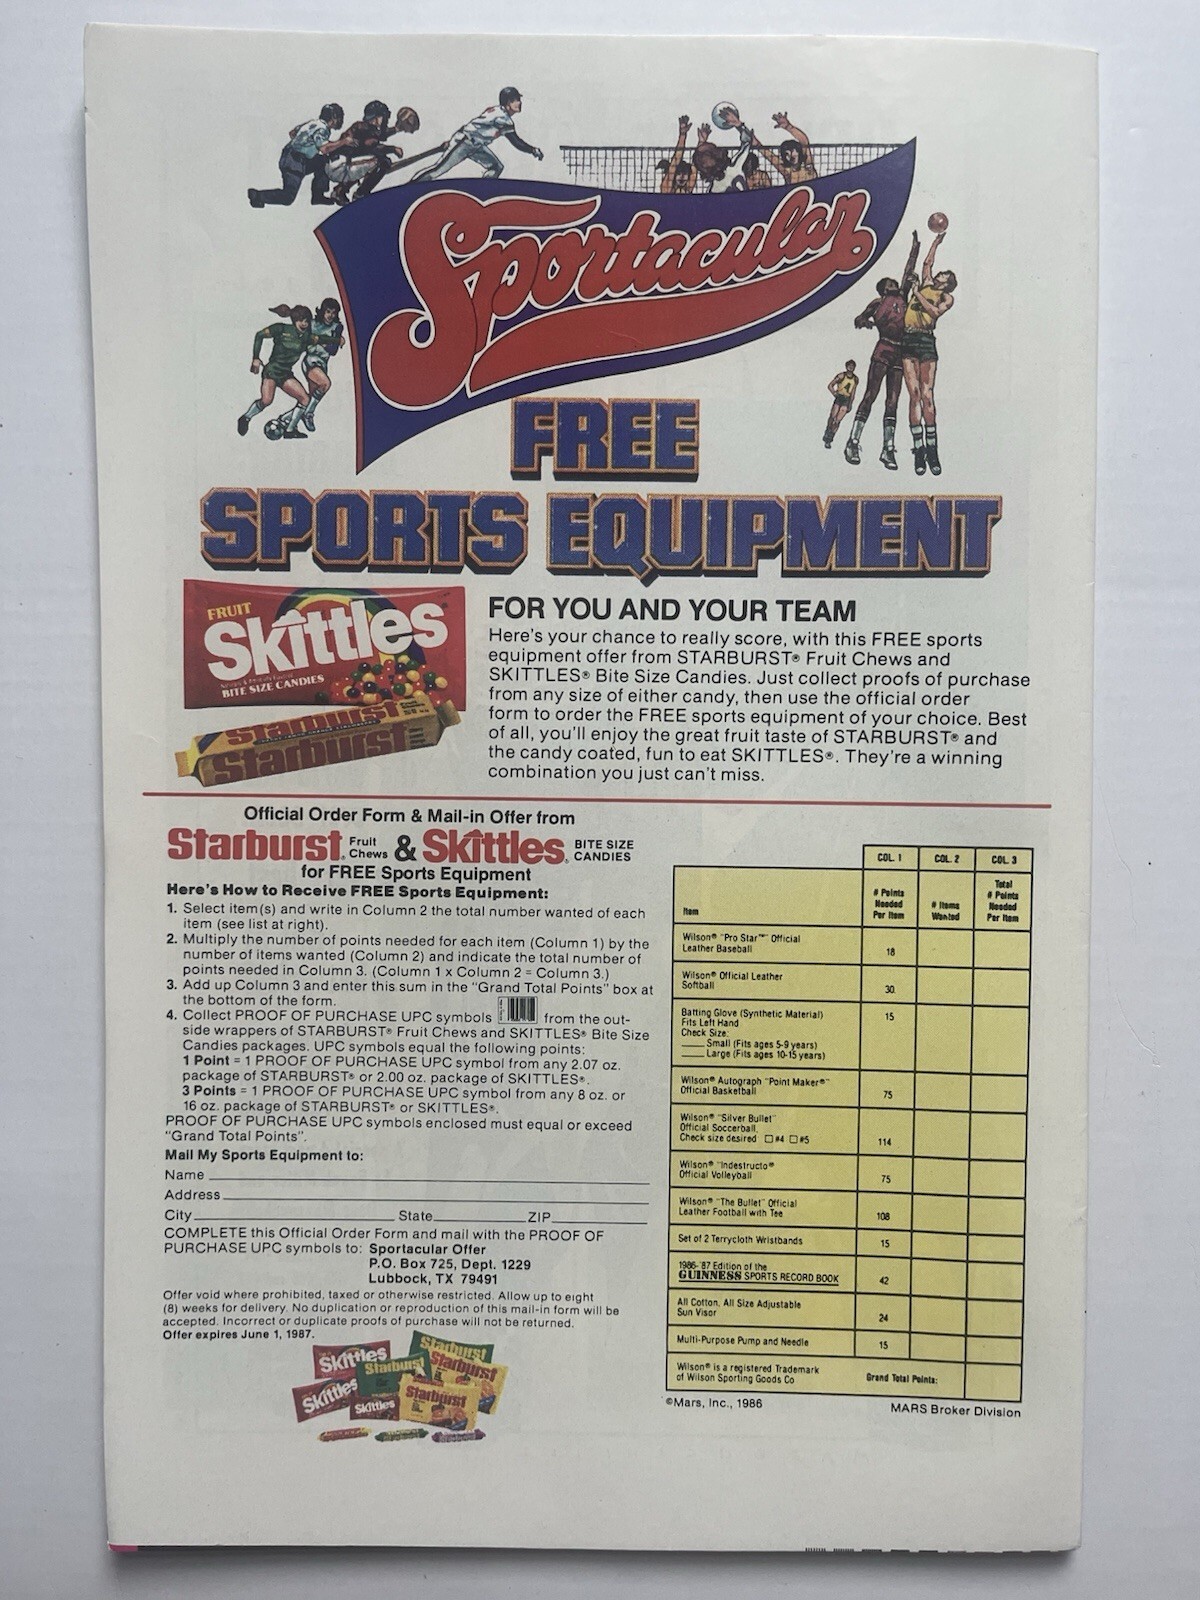 Sportacular
FREE
SPORTS EQUIPMENT
FRUIT
Skittles
BITE SIZE CANDIES
Starburst
Starburst
FOR YOU AND YOUR TEAM
Here's your chance to really score, with this FREE sports
equipment offer from STARBURST® Fruit Chews and
SKITTLES® Bite Size Candies. Just collect proofs of purchase
from any size of either candy, then use the official order
form to order the FREE sports equipment of your choice. Best
of all, you'll enjoy the great fruit taste of STARBURST® and
the candy coated, fun to eat SKITTLES®. They're a winning
combination you just can't miss.
Official Order Form & Mail-in Offer from
Starburst® Fruit Chews & Skittles® BITE SIZE CANDIES
for FREE Sports Equipment
Here's How to Receive FREE Sports Equipment:
1. Select item(s) and write in Column 2 the total number wanted of each
item (see list at right).
2. Multiply the number of points needed for each item (Column 1) by the
number of items wanted (Column 2) and indicate the total number of
points needed in Column 3. (Column 1 x Column 2 = Column 3.)
3. Add up Column 3 and enter this sum in the "Grand Total Points" box at
the bottom of the form.
4. Collect PROOF OF PURCHASE UPC symbols from the out-
side wrappers of STARBURST® Fruit Chews and SKITTLES® Bite Size
Candies packages. UPC symbols equal the following points:
1 Point = 1 PROOF OF PURCHASE UPC symbol from any 2.07 oz.
package of STARBURST® or 2.00 oz. package of SKITTLES®.
3 Points = 1 PROOF OF PURCHASE UPC symbol from any 8 oz. or
16 oz. package of STARBURST® or SKITTLES®.
PROOF OF PURCHASE UPC symbols enclosed must equal or exceed
"Grand Total Points".
Mail My Sports Equipment to:
Name
Address
City State ZIP
COMPLETE this Official Order Form and mail with the PROOF OF
PURCHASE UPC symbols to: Sportacular Offer
P.O. Box 725, Dept. 1229
Lubbock, TX 79491
Offer void where prohibited, taxed or otherwise restricted. Allow up to eight
(8) weeks for delivery. No duplication or reproduction of this mail-in form will be
accepted. Incorrect or duplicate proofs of purchase will not be returned.
Offer expires June 1, 1987.
Skittles
Starburst
Starburst
Starburst
Skittles
Skittles
Starburst
COL. 1 COL. 2 COL. 3
Item
# Points
Needed
Per Item
# Items
Wanted
Total
# Points
Needed
Per Item
Wilson® "Pro Star™" Official
Leather Baseball 18
Wilson® Official Leather
Softball 30
Batting Glove (Synthetic Material) 15
Fits Left Hand
Check Size:
Small (Fits ages 5-9 years)
Large (Fits ages 10-15 years)
Wilson® Autograph "Point Maker®"
Official Basketball 75
Wilson® "Silver Bullet"
Official Soccerball.
Check size desired □ #4 □ #5 114
Wilson® "Indestructo®
Official Volleyball 75
Wilson® "The Bullet" Official
Leather Football with Tee 108
Set of 2 Terrycloth Wristbands 15
1986-'87 Edition of the
GUINNESS SPORTS RECORD BOOK 42
All Cotton, All Size Adjustable
Sun Visor 24
Multi-Purpose Pump and Needle 15
Wilson® is a registered Trademark
of Wilson Sporting Goods Co Grand Total Points:
©Mars, Inc., 1986 MARS Broker Division